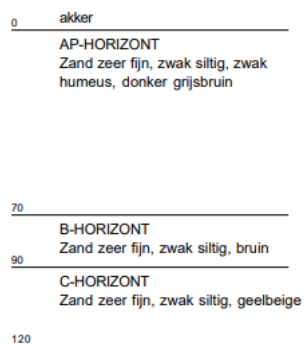 0 akker
AP-HORIZONT
Zand zeer fijn, zwak siltig, zwak
humeus, donker grijsbruin
70
B-HORIZONT
Zand zeer fijn, zwak siltig, bruin
90
C-HORIZONT
Zand zeer fijn, zwak siltig, geelbeige
120